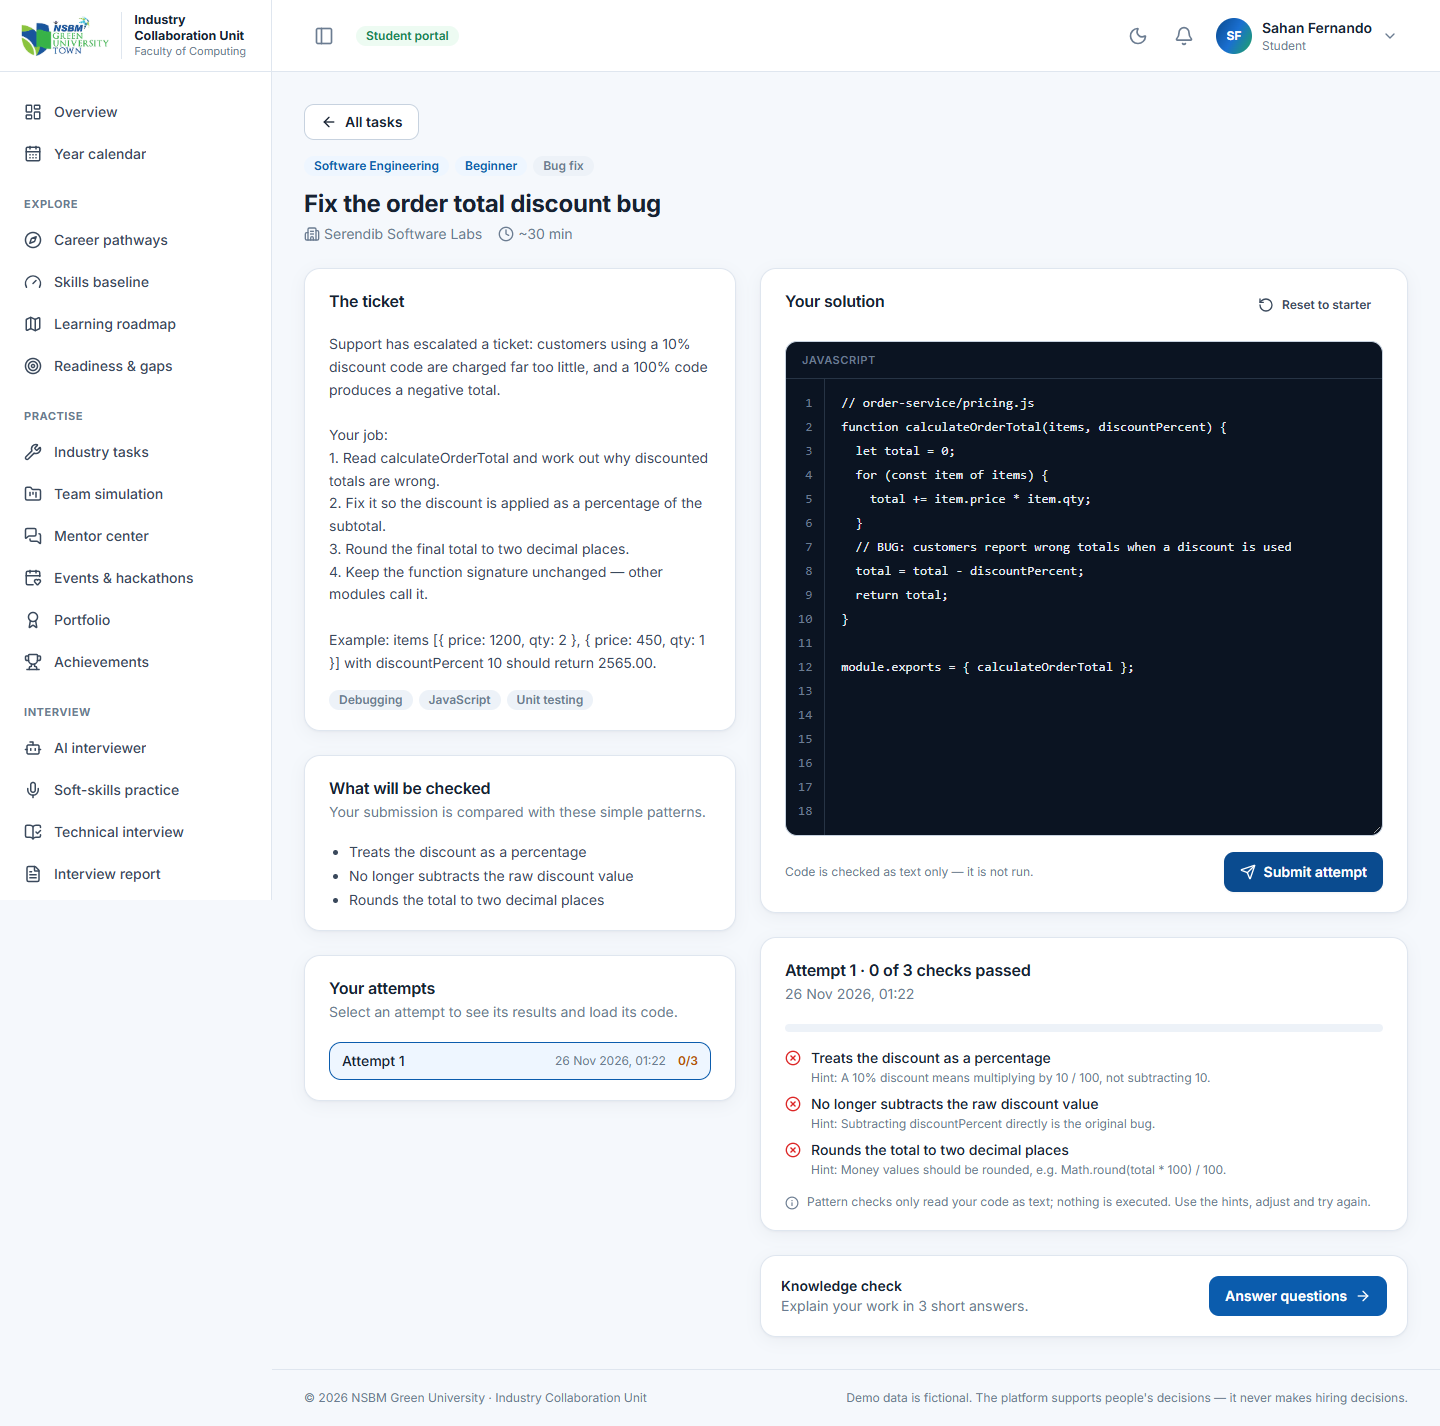 NSBM
GREEN
UNIVERSITY
TOWN
Industry
Collaboration Unit
Faculty of Computing
Student portal
SF
Sahan Fernando
Student
Overview
Year calendar
EXPLORE
Career pathways
Skills baseline
Learning roadmap
Readiness & gaps
PRACTISE
Industry tasks
Team simulation
Mentor center
Events & hackathons
Portfolio
Achievements
INTERVIEW
AI interviewer
Soft-skills practice
Technical interview
Interview report
All tasks
Software Engineering Beginner Bug fix
Fix the order total discount bug
Serendib Software Labs ~30 min
The ticket
Support has escalated a ticket: customers using a 10%
discount code are charged far too little, and a 100% code
produces a negative total.
Your job:
1. Read calculateOrderTotal and work out why discounted
totals are wrong.
2. Fix it so the discount is applied as a percentage of the
subtotal.
3. Round the final total to two decimal places.
4. Keep the function signature unchanged — other
modules call it.
Example: items [{ price: 1200, qty: 2 }, { price: 450, qty: 1
}] with discountPercent 10 should return 2565.00.
Debugging JavaScript Unit testing
What will be checked
Your submission is compared with these simple patterns.
• Treats the discount as a percentage
• No longer subtracts the raw discount value
• Rounds the total to two decimal places
Your attempts
Select an attempt to see its results and load its code.
Attempt 1 26 Nov 2026, 01:22 0/3
Your solution
Reset to starter
JAVASCRIPT
1 // order-service/pricing.js
2 function calculateOrderTotal(items, discountPercent) {
3 let total = 0;
4 for (const item of items) {
5 total += item.price * item.qty;
6 }
7 // BUG: customers report wrong totals when a discount is used
8 total = total - discountPercent;
9 return total;
10 }
11
12 module.exports = { calculateOrderTotal };
13
14
15
16
17
18
Code is checked as text only — it is not run.
Submit attempt
Attempt 1 · 0 of 3 checks passed
26 Nov 2026, 01:22
Treats the discount as a percentage
Hint: A 10% discount means multiplying by 10 / 100, not subtracting 10.
No longer subtracts the raw discount value
Hint: Subtracting discountPercent directly is the original bug.
Rounds the total to two decimal places
Hint: Money values should be rounded, e.g. Math.round(total * 100) / 100.
Pattern checks only read your code as text; nothing is executed. Use the hints, adjust and try again.
Knowledge check
Explain your work in 3 short answers.
Answer questions
© 2026 NSBM Green University · Industry Collaboration Unit
Demo data is fictional. The platform supports people's decisions — it never makes hiring decisions.